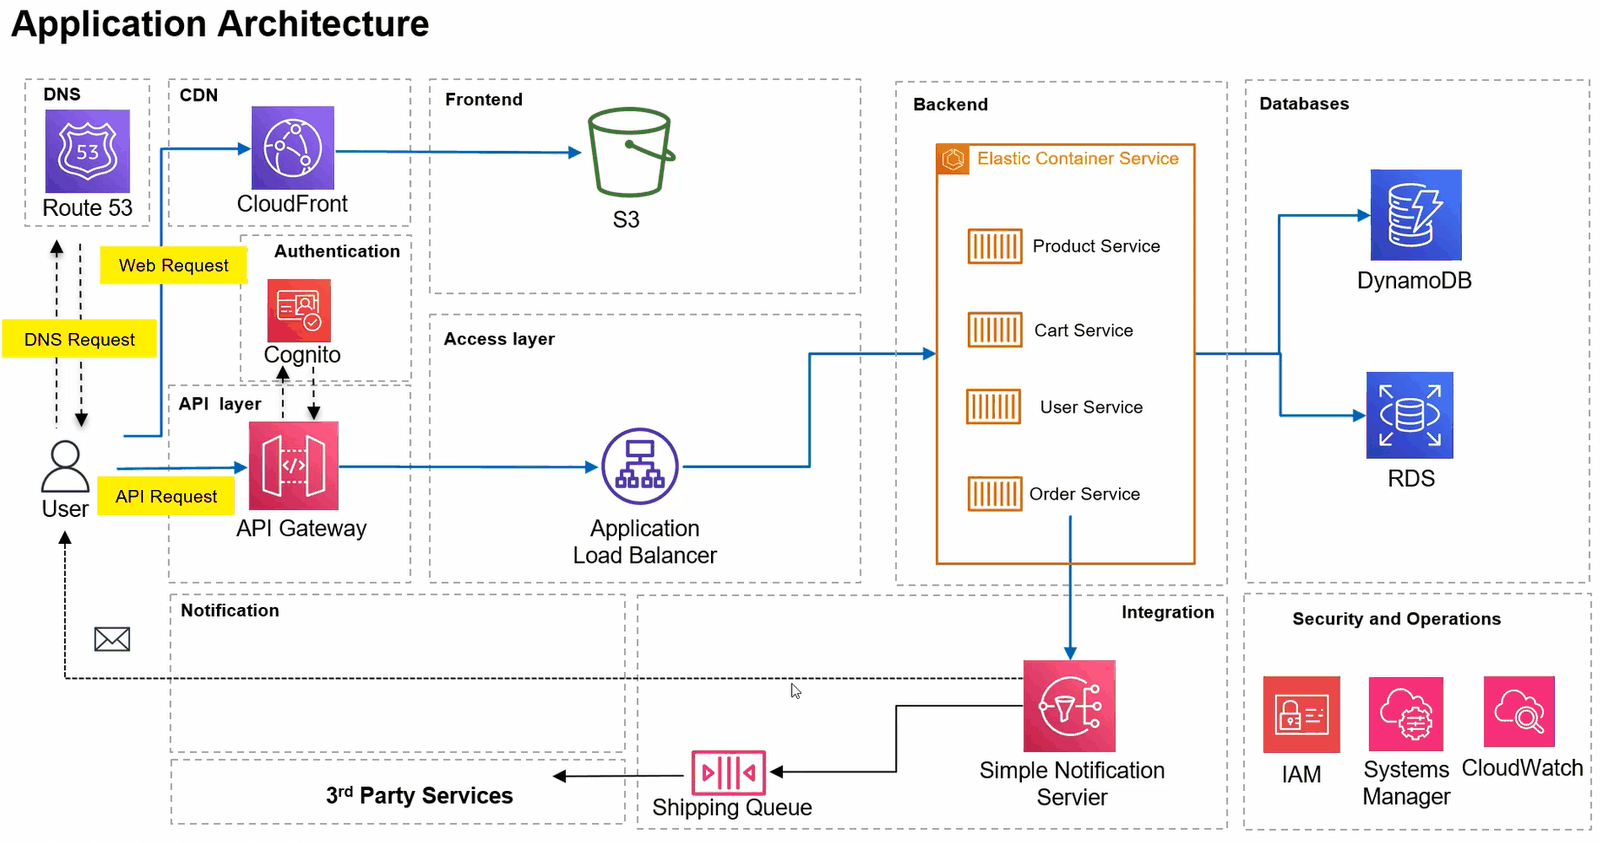 Application Architecture
DNS
53
Route 53
CDN
CloudFront
Frontend
S3
Backend
Elastic Container Service
Product Service
Cart Service
User Service
Order Service
Databases
DynamoDB
RDS
Web Request
Authentication
Cognito
DNS Request
Access layer
API layer
</>
User
API Request
API Gateway
Application
Load Balancer
Notification
Integration
Simple Notification
Servier
Shipping Queue
3rd Party Services
Security and Operations
IAM
Systems
Manager
CloudWatch